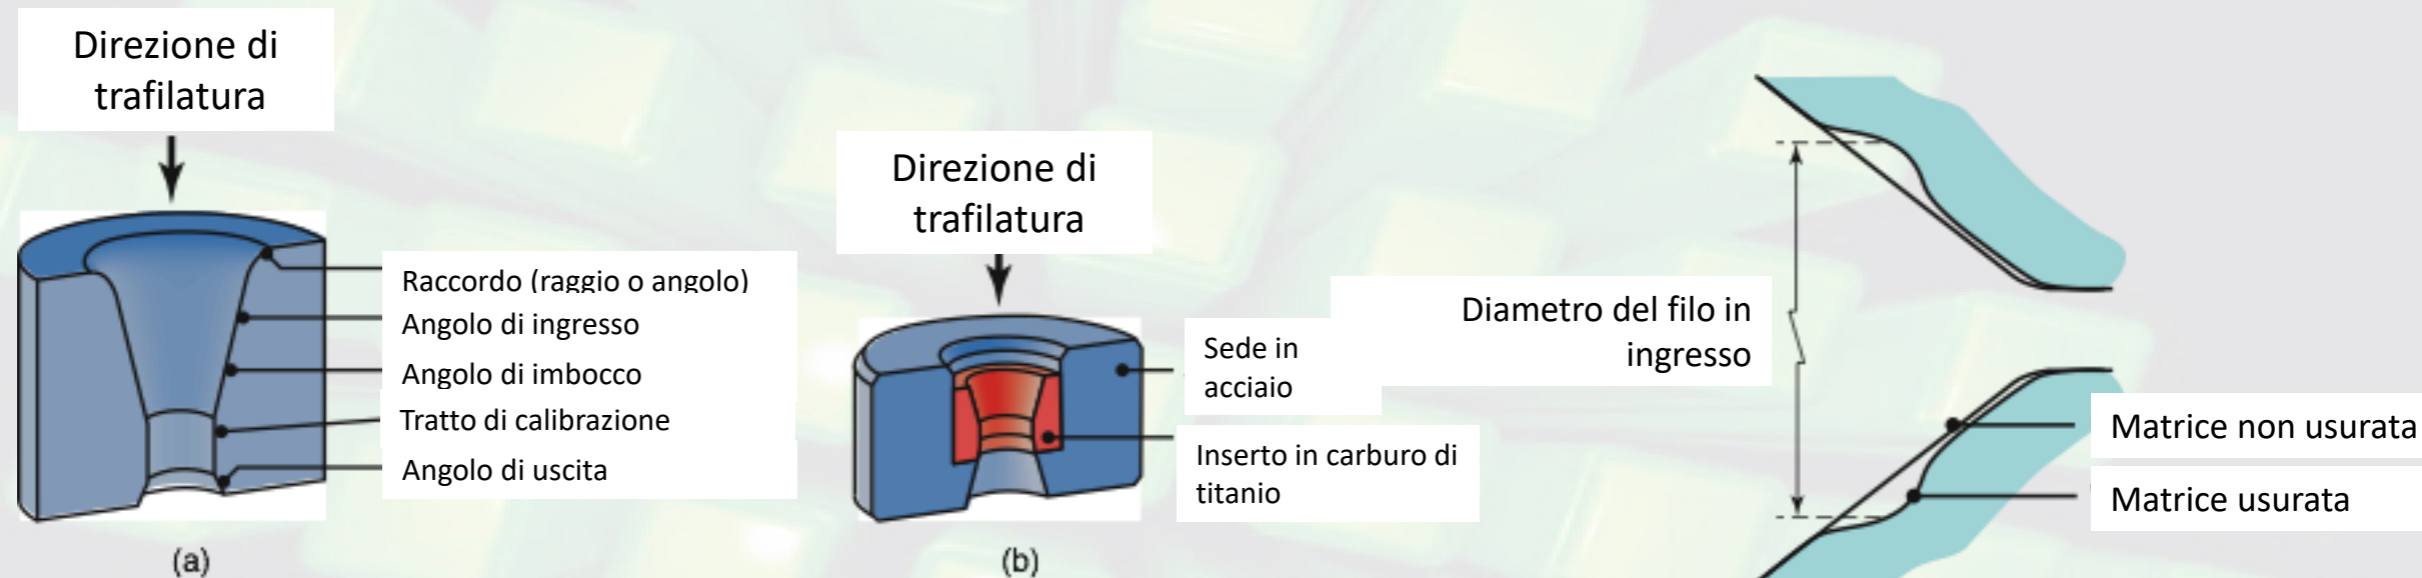 Direzione di
trafilatura
Raccordo (raggio o angolo)
Angolo di ingresso
Angolo di imbocco
Tratto di calibrazione
Angolo di uscita
(a)
Direzione di
trafilatura
Sede in
acciaio
Inserto in carburo di
titanio
(b)
Diametro del filo in
ingresso
Matrice non usurata
Matrice usurata